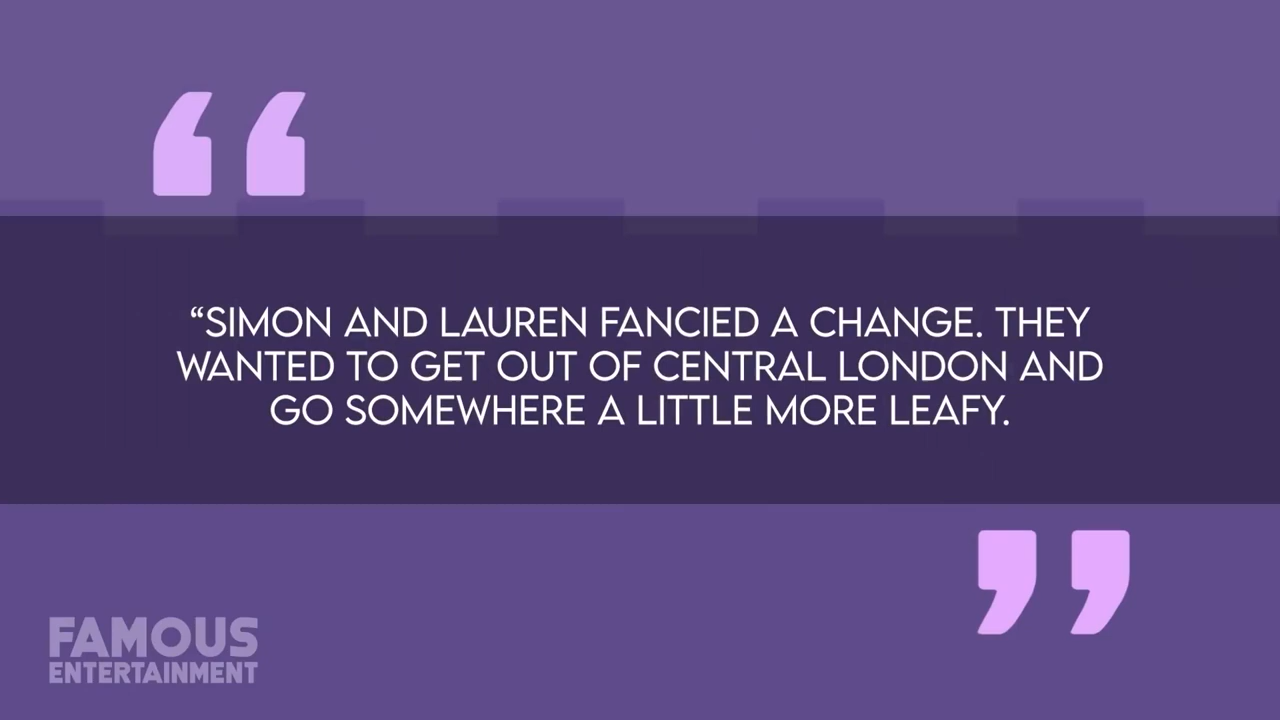 “SIMON AND LAUREN FANCIED A CHANGE. THEY
WANTED TO GET OUT OF CENTRAL LONDON AND
GO SOMEWHERE A LITTLE MORE LEAFY.
FAMOUS
ENTERTAINMENT